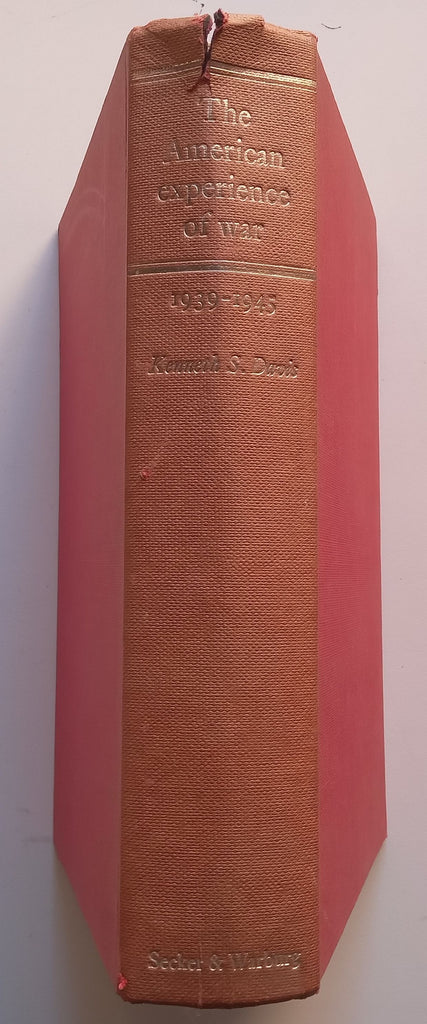 The
American
experience
of war
1939-1945
Kenneth S. Davis
Secker & Warburg